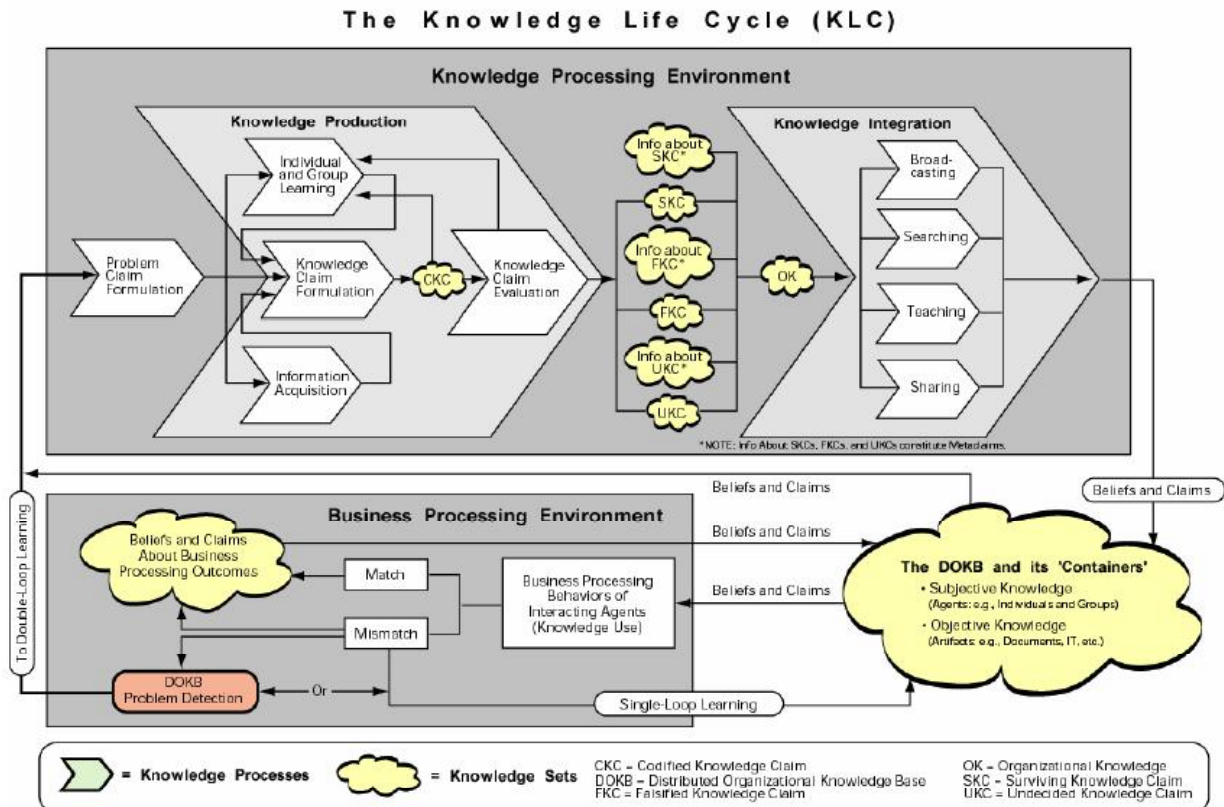 The Knowledge Life Cycle (KLC)
Knowledge Processing Environment
Knowledge Production
Individual
and Group
Learning
Problem
Claim
Formulation
Knowledge
Claim
Formulation
CKC
Knowledge
Claim
Evaluation
Information
Acquisition
Info about
SKC*
SKC
Info about
FKC*
FKC
Info about
UKC*
UKC
OK
Knowledge Integration
Broad-
casting
Searching
Teaching
Sharing
*NOTE: Info About SKCs, FKCs, and UKCs constitute Metaclaims.
To Double-Loop Learning
Beliefs and Claims
Beliefs and Claims
Business Processing Environment
Beliefs and Claims
About Business
Processing Outcomes
Match
Mismatch
Business Processing
Behaviors of
Interacting Agents
(Knowledge Use)
Beliefs and Claims
Beliefs and Claims
DOKB
Problem Detection
Or
Single-Loop Learning
The DOKB and its 'Containers'
• Subjective Knowledge
(Agents: e.g., Individuals and Groups)
• Objective Knowledge
(Artifacts: e.g., Documents, IT, etc.)
= Knowledge Processes
= Knowledge Sets
CKC = Codified Knowledge Claim
DOKB = Distributed Organizational Knowledge Base
FKC = Falsified Knowledge Claim
OK = Organizational Knowledge
SKC = Surviving Knowledge Claim
UKC = Undecided Knowledge Claim